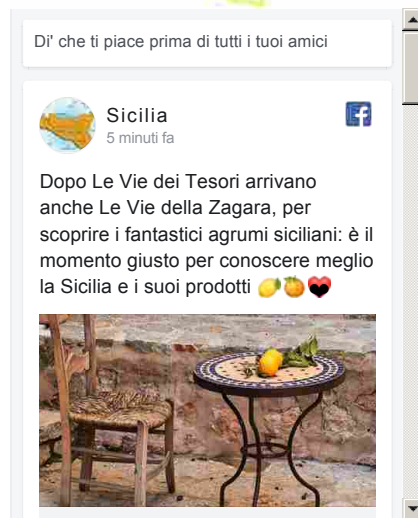 Di' che ti piace prima di tutti i tuoi amici
Sicilia
5 minuti fa
Dopo Le Vie dei Tesori arrivano
anche Le Vie della Zagara, per
scoprire i fantastici agrumi siciliani: è il
momento giusto per conoscere meglio
la Sicilia e i suoi prodotti 🍋🍊❤️